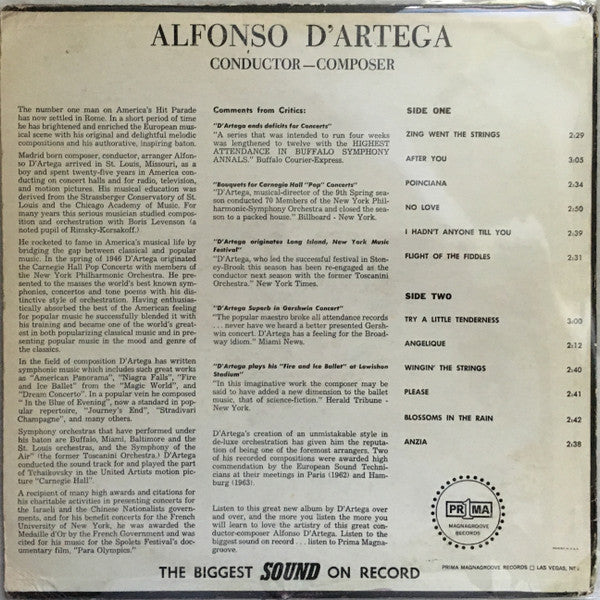 ALFONSO D'ARTEGA
CONDUCTOR—COMPOSER
The number one man on America's Hit Parade
has now settled in Rome. In a short period of time
he has brightened and enriched the European mus-
ical scene with his original and delightful melodic
compositions and his authorative, inspiring baton.
Madrid born composer, conductor, arranger Alfon-
so D'Artega arrived in St. Louis, Missouri, as a
boy and spent twenty-five years in America con-
ducting on concert halls and for radio, television,
and motion pictures. His musical education was
derived from the Strassberger Conservatory of St.
Louis and the Chicago Academy of Music. For
many years this serious musician studied compos-
ition and orchestration with Boris Levenson (a
noted pupil of Rimsky-Korsakoff.)
He rocketed to fame in America's musical life by
bridging the gap between classical and popular
music. In the spring of 1946 D'Artega originated
the Carnegie Hall Pop Concerts with members of
the New York Philharmonic Orchestra. He pre-
sented to the masses the world's best known sym-
phonies, concertos and tone poems with his dis-
tinctive style of orchestration. Having enthusias-
tically absorbed the best of the American feeling
for popular music he successfully blended it with
his training and became one of the world's great-
est in both popularizing classical music and in pre-
senting popular music in the mood and genre of
the classics.
In the field of composition D'Artega has written
symphonic music which includes such great works
as "American Panorama", "Niagra Falls", "Fire
and Ice Ballet" from the "Magic World", and
"Dream Concerto". In a popular vein he composed
"In the Blue of Evening", now a standard in pop-
ular repertoire, "Journey's End", "Stradivari
Champagne", and many others.
Symphony orchestras that have performed under
his baton are Buffalo, Miami, Baltimore and the
St. Louis orchestras, and the Symphony of the
Air" (the former Toscanini Orchestra.) D'Artega
conducted the sound track for and played the part
of Tchaikovsky in the United Artists motion pic-
ture "Carnegie Hall".
A recipient of many high awards and citations for
his charitable activities in presenting concerts for
the Israeli and the Chinese Nationalists govern-
ments, and for his benefit concerts for the French
University of New York, he was awarded the
Medaille d'Or by the French Government and was
cited for his music for the Spolets Festival's doc-
umentary film, "Para Olympics."
Comments from Critics:
"D'Artega ends deficits for Concerts"
"A series that was intended to run four weeks
was lengthened to twelve with the HIGHEST
ATTENDANCE IN BUFFALO SYMPHONY
ANNALS." Buffalo Courier-Express.
"Bouquets for Carnegie Hall "Pop" Concerts"
"D'Artega, musical-director of the 9th Spring sea-
son conducted 70 Members of the New York Phil-
harmonic-Symphony Orchestra and closed the sea-
son to a packed house." Billboard - New York.
"D'Artega originates Long Island, New York Music
Festival"
"D'Artega, who led the successful festival in Ston-
ey-Brook this season has been re-engaged as the
conductor next season with the former Toscanini
Orchestra." New York Times.
"D'Artega Superb in Gershwin Concert"
"The popular maestro broke all attendance records
... never have we heard a better presented Gersh-
win concert. D'Artega has a feeling for the Broad-
way idiom." Miami News.
"D'Artega plays his "Fire and Ice Ballet" at Lewishon
Stadium"
"In this imaginative work the composer may be
said to have added a new dimension to the ballet
music, that of science-fiction." Herald Tribune -
New York.
D'Artega's creation of an unmistakable style in
de-luxe orchestration has given him the reputa-
tion of being one of the foremost arrangers. Two
of his recorded compositions were awarded high
commendation by the European Sound Techni-
cians at their meetings in Paris (1962) and Ham-
burg (1963).
Listen to this great new album by D'Artega over
and over, and the more you listen the more you
will learn to love the artistry of this great con-
ductor-composer Alfonso D'Artega. Listen to the
biggest sound on record ... listen to Prima Magna-
groove.
SIDE ONE
ZING WENT THE STRINGS 2:29
AFTER YOU 3:05
POINCIANA 2:34
NO LOVE 2:50
I HADN'T ANYONE TILL YOU 2:39
FLIGHT OF THE FIDDLES 2:31
SIDE TWO
TRY A LITTLE TENDERNESS 3:00
ANGELIQUE 2:12
WINGIN' THE STRINGS 2:40
PLEASE 2:41
BLOSSOMS IN THE RAIN 2:42
ANZIA 2:38
PRIMA
MAGNAGROOVE
RECORDS
THE BIGGEST SOUND ON RECORD
PRIMA MAGNAGROOVE RECORDS □ LAS VEGAS, NEV.